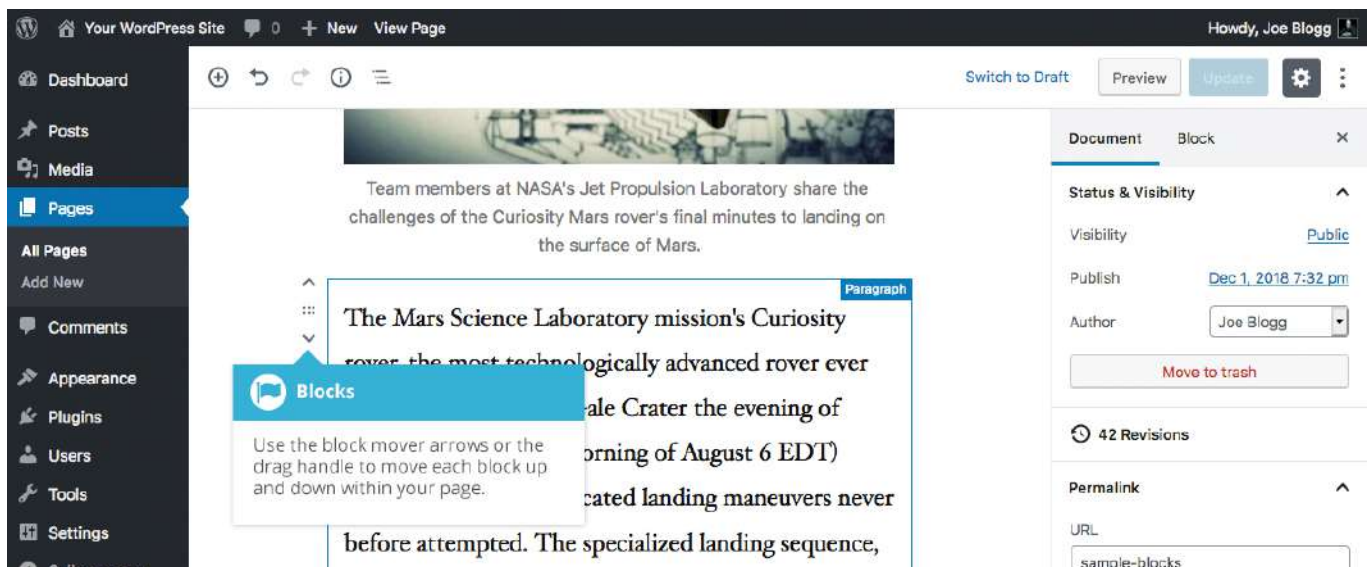 Your WordPress Site 0 New View Page Howdy, Joe Blogg
Dashboard
Posts
Media
Pages
All Pages
Add New
Comments
Appearance
Plugins
Users
Tools
Settings
Switch to Draft Preview Update
Team members at NASA's Jet Propulsion Laboratory share the
challenges of the Curiosity Mars rover's final minutes to landing on
the surface of Mars.
Paragraph
The Mars Science Laboratory mission's Curiosity
rover, the most technologically advanced rover ever
ale Crater the evening of
orning of August 6 EDT)
cated landing maneuvers never
before attempted. The specialized landing sequence,
Blocks
Use the block mover arrows or the
drag handle to move each block up
and down within your page.
Document Block
Status & Visibility
Visibility Public
Publish Dec 1, 2018 7:32 pm
Author Joe Blogg
Move to trash
42 Revisions
Permalink
URL
sample-blocks